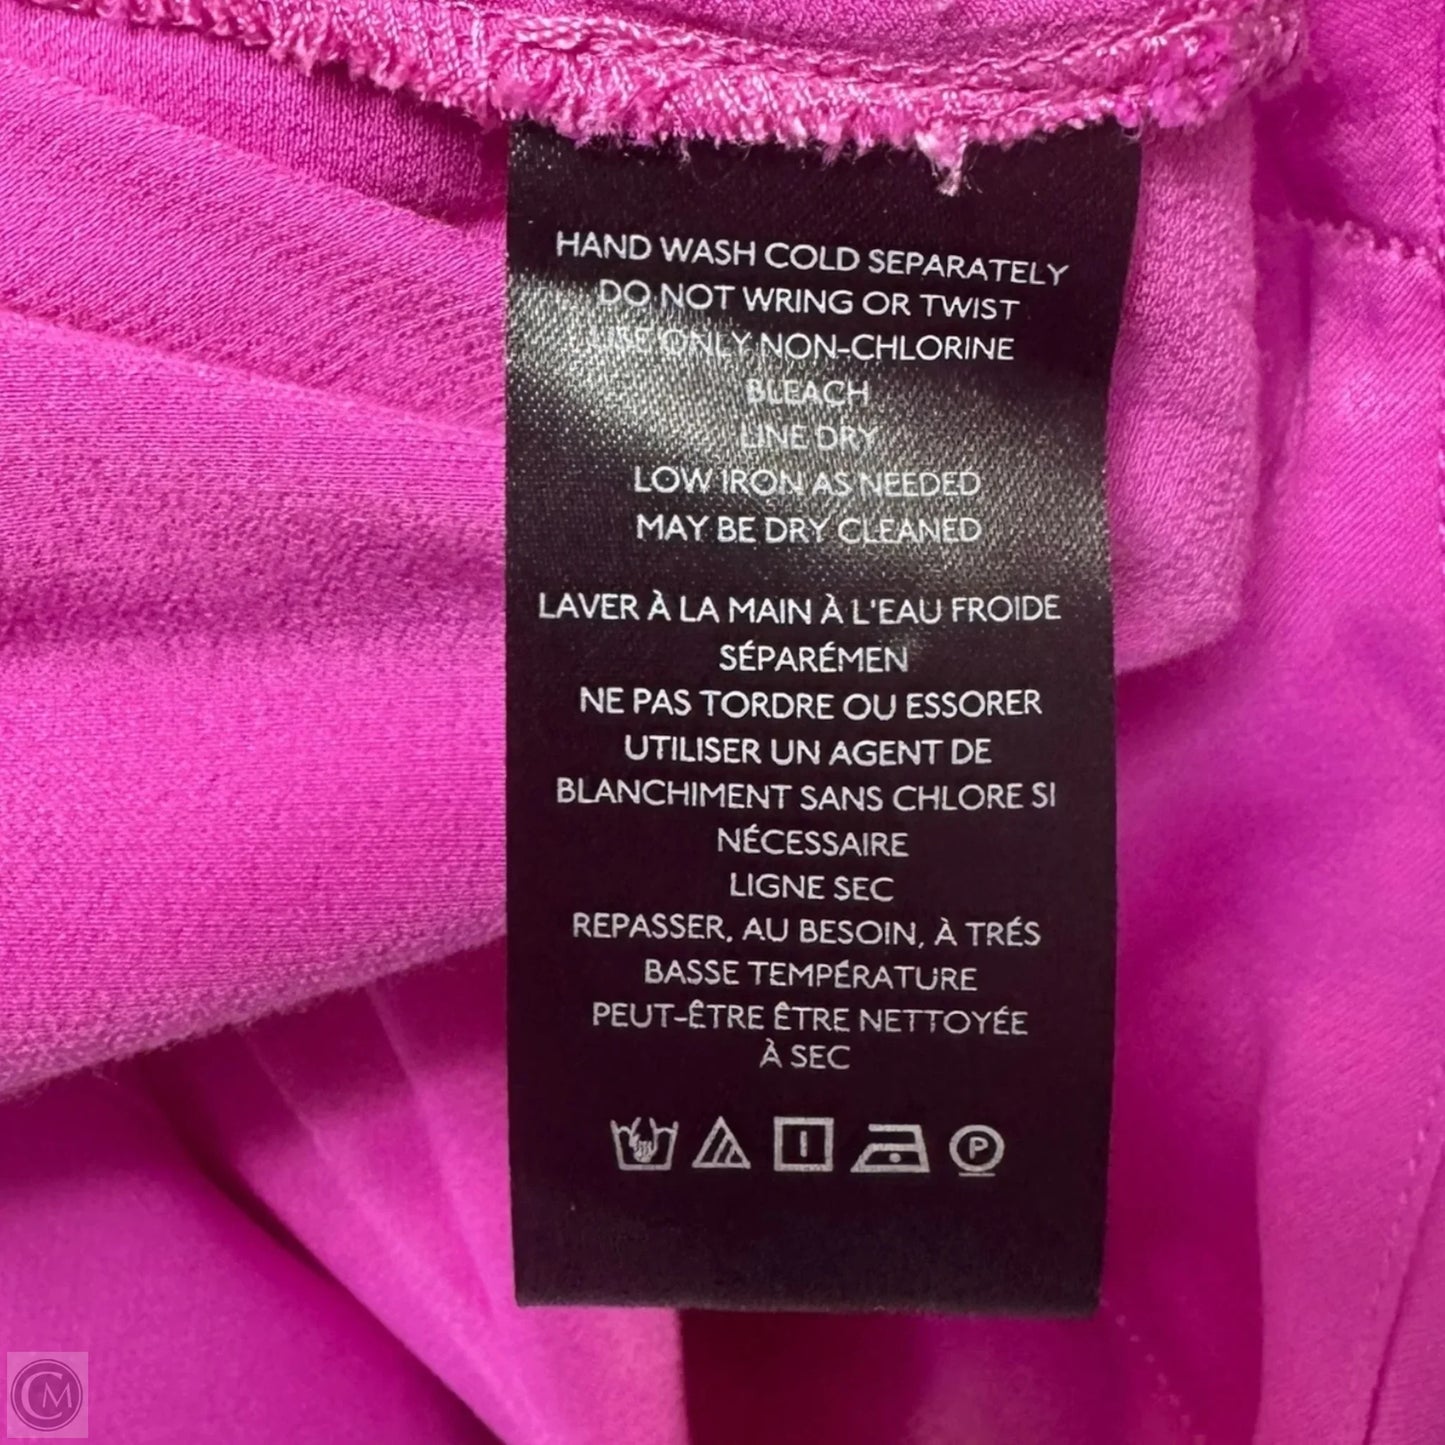 HAND WASH COLD SEPARATELY
DO NOT WRING OR TWIST
USE ONLY NON-CHLORINE
BLEACH
LINE DRY
LOW IRON AS NEEDED
MAY BE DRY CLEANED
LAVER À LA MAIN À L'EAU FROIDE
SÉPARÉMEN
NE PAS TORDRE OU ESSORER
UTILISER UN AGENT DE
BLANCHIMENT SANS CHLORE SI
NÉCESSAIRE
LIGNE SEC
REPASSER, AU BESOIN, À TRÉS
BASSE TEMPÉRATURE
PEUT-ÊTRE ÊTRE NETTOYÉE
À SEC
P
CM